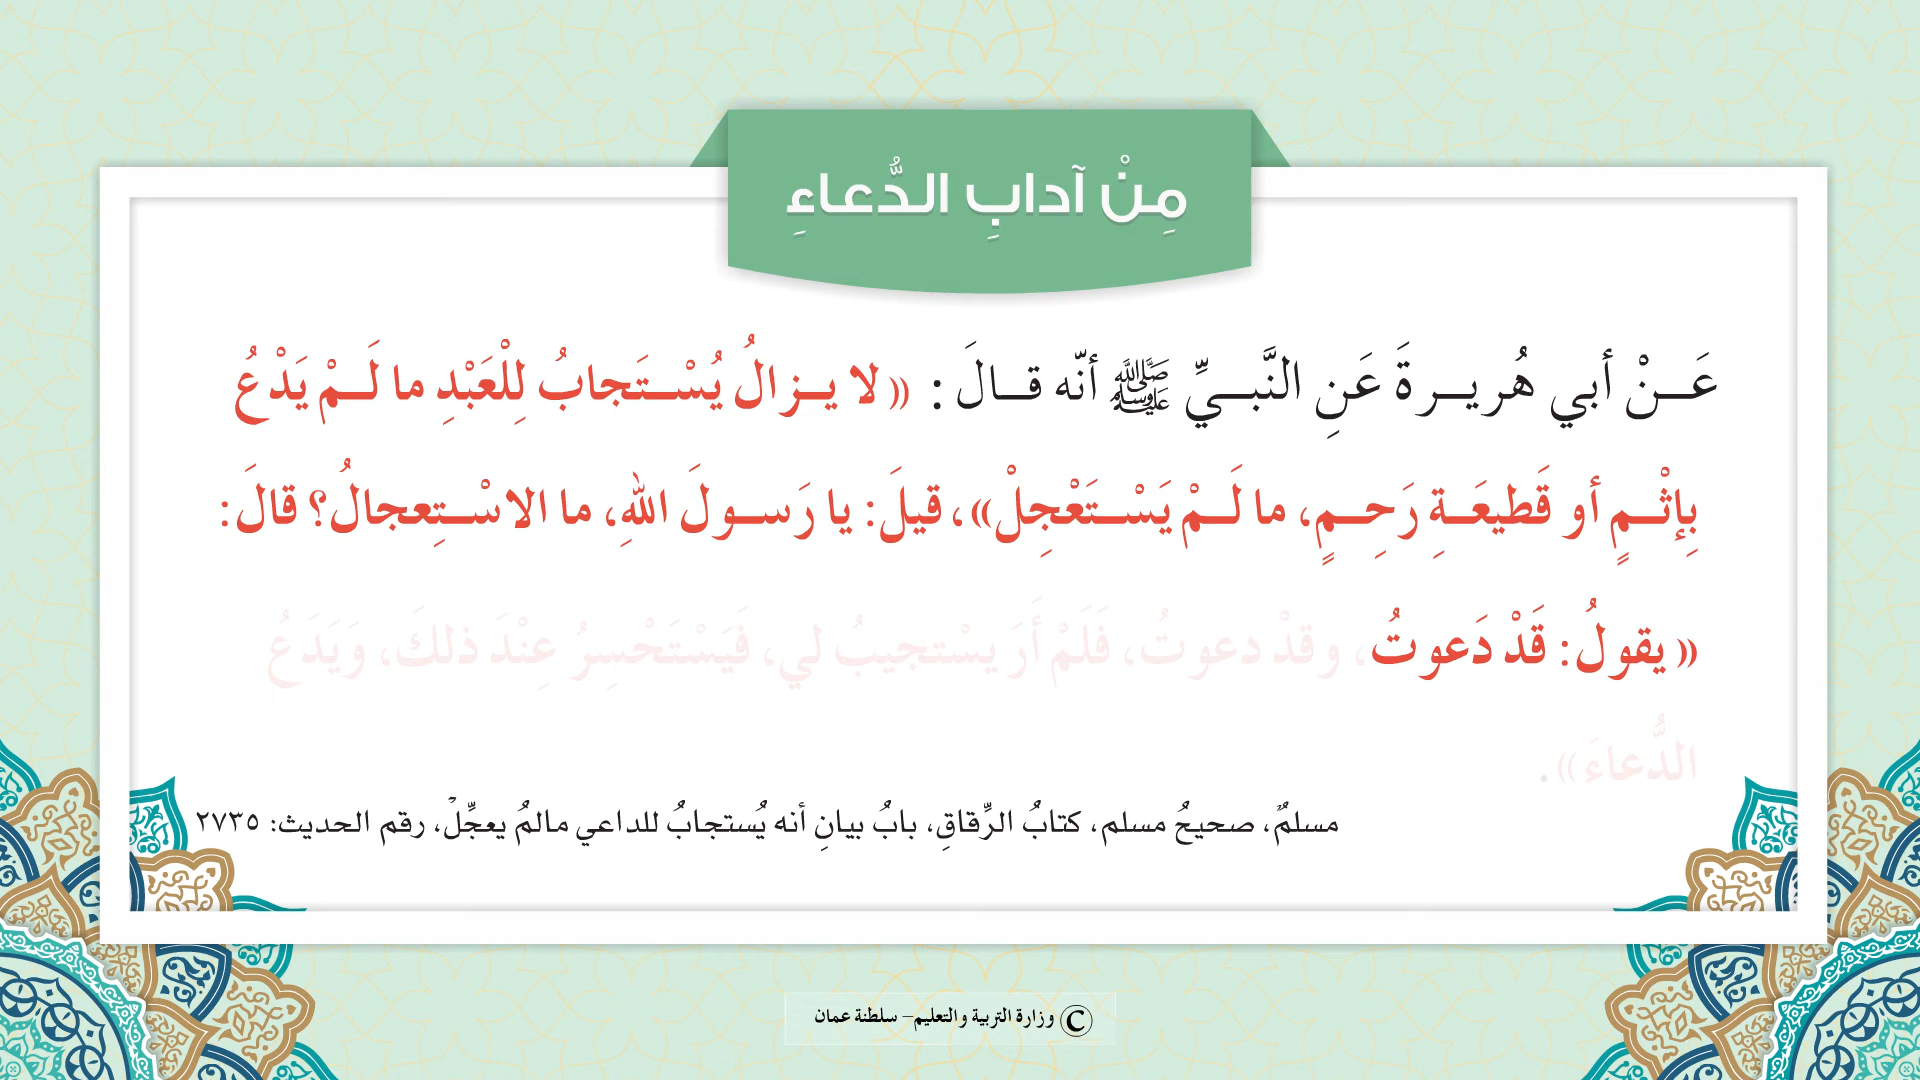 مِنْ آدابِ الدُّعاءِ
عَـنْ أبي هُريـرةَ عَنِ النَّبـيِّ ﷺ أنّه قـالَ : (( لا يـزالُ يُسْـتَجابُ لِلْعَبْدِ ما لَـمْ يَدْعُ
بِإثْـمٍ أو قَطيعَـةِ رَحِـمٍ، ما لَـمْ يَسْـتَعْجِلْ))، قيلَ: يا رَسـولَ اللهِ، ما الاسْـتِعجالُ؟ قالَ:
(( يقولُ: قَدْ دَعوتُ، وقدْ دعوتُ، فَلَمْ أَرَ يسْتجيبُ لي، فَيَسْتَحْسِرُ عِنْدَ ذلكَ، وَيَدَعُ
الدُّعاءَ)).
مسلمٌ، صحيحُ مسلم، كتابُ الرِّقاقِ، بابُ بيانِ أنه يُستجابُ للداعي مالمْ يعجِّلْ، رقم الحديث: ٢٧٣٥
© وزارة التربية والتعليم– سلطنة عمان